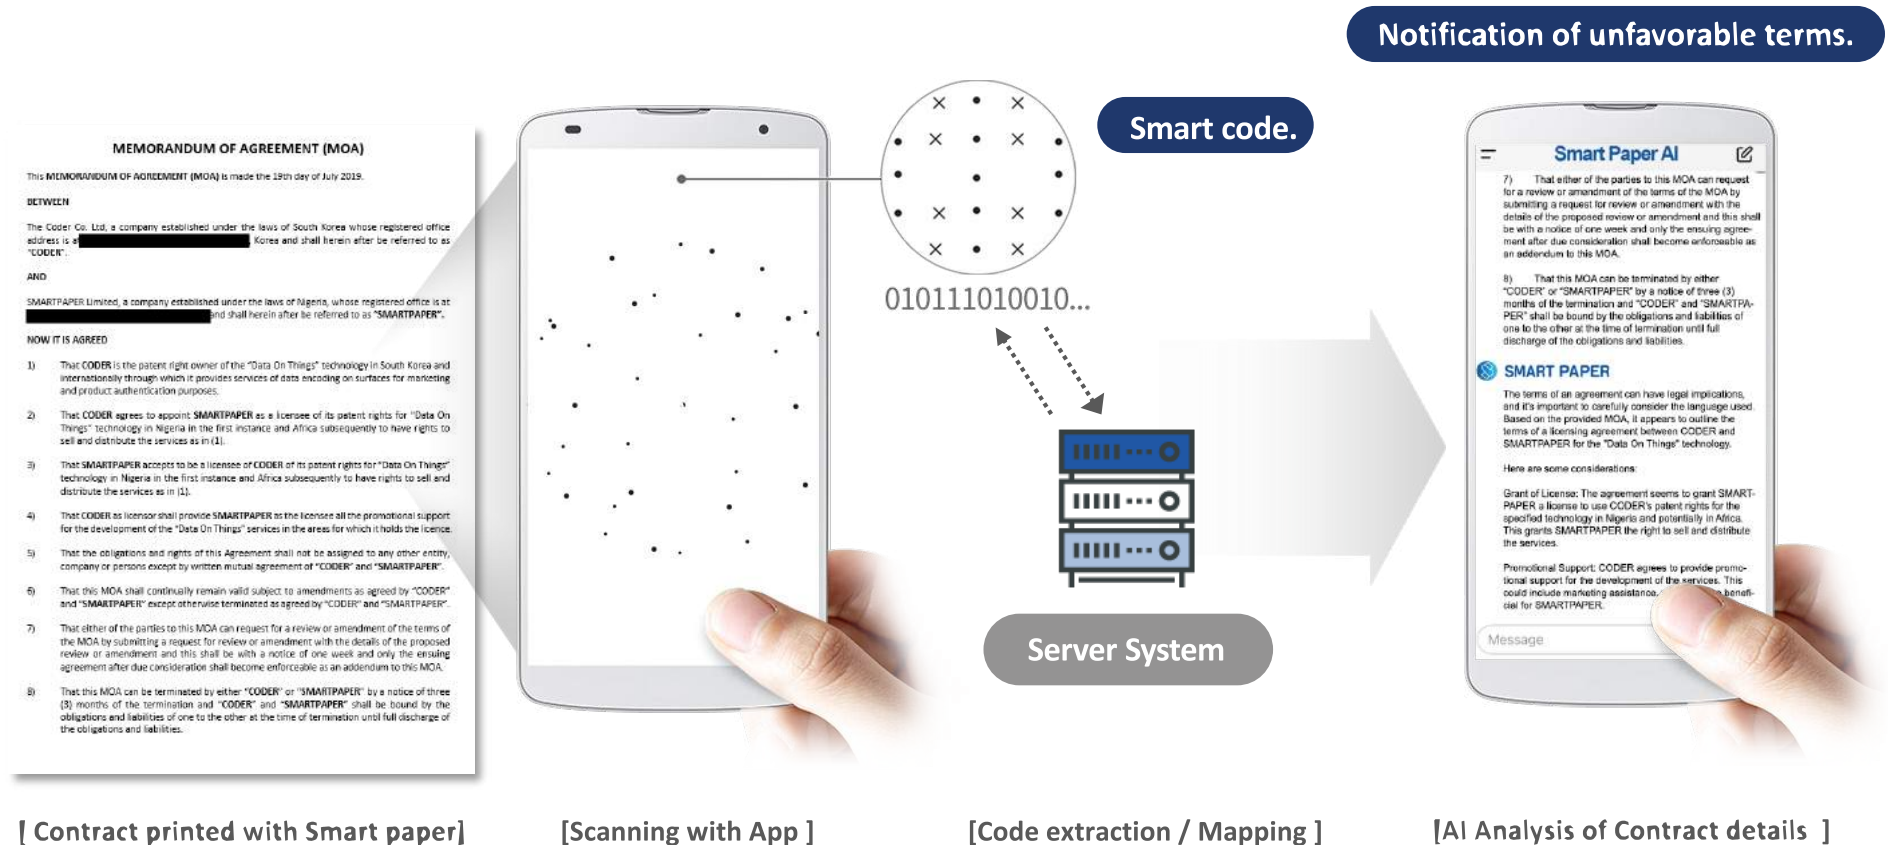 Notification of unfavorable terms.
MEMORANDUM OF AGREEMENT (MOA)
This MEMORANDUM OF AGREEMENT (MOA) is made the 19th day of July 2019.
BETWEEN
The Coder Co. Ltd, a company established under the laws of South Korea whose registered office
address is at
, Korea and shall herein after be referred to as
"CODER".
AND
SMARTPAPER Limited, a company established under the laws of Nigeria, whose registered office is at
and shall herein after be referred to as "SMARTPAPER".
NOW IT IS AGREED
1) That CODER is the patent right owner of the "Data On Things" technology in South Korea and
internationally through which it provides services of data encoding on surfaces for marketing
and product authentication purposes.
2) That CODER agrees to appoint SMARTPAPER as a licensee of its patent rights for "Data On
Things" technology in Nigeria in the first instance and Africa subsequently to have rights to
sell and distribute the services as in (1).
3) That SMARTPAPER accepts to be a licensee of CODER of its patent rights for "Data On Things"
technology in Nigeria in the first instance and Africa subsequently to have rights to sell and
distribute the services as in (1).
4) That CODER as licensor shall provide SMARTPAPER as the licensee all the promotional support
for the development of the "Data On Things" services in the areas for which it holds the licence.
5) That the obligations and rights of this Agreement shall not be assigned to any other entity,
company or persons except by written mutual agreement of "CODER" and "SMARTPAPER".
6) That this MOA shall continually remain valid subject to amendments as agreed by "CODER"
and "SMARTPAPER" except otherwise terminated as agreed by "CODER" and "SMARTPAPER".
7) That either of the parties to this MOA can request for a review or amendment of the terms of
the MOA by submitting a request for review or amendment with the details of the proposed
review or amendment and this shall be with a notice of one week and only the ensuing
agreement after due consideration shall become enforceable as an addendum to this MOA.
8) That this MOA can be terminated by either "CODER" or "SMARTPAPER" by a notice of three
(3) months of the termination and "CODER" and "SMARTPAPER" shall be bound by the
obligations and liabilities of one to the other at the time of termination until full discharge of
the obligations and liabilities.
[ Contract printed with Smart paper]
[Scanning with App ]
Smart code.
010111010010...
Server System
[Code extraction / Mapping ]
Smart Paper AI
7) That either of the parties to this MOA can request
for a review or amendment of the terms of the MOA by
submitting a request for review or amendment with the
details of the proposed review or amendment and this shall
be with a notice of one week and only the ensuing agree-
ment after due consideration shall become enforceable as
an addendum to this MOA.
8) That this MOA can be terminated by either
"CODER" or "SMARTPAPER" by a notice of three (3)
months of the termination and "CODER" and "SMARTPA-
PER" shall be bound by the obligations and liabilities of
one to the other at the time of termination until full
discharge of the obligations and liabilities.
SMART PAPER
The terms of an agreement can have legal implications,
and it's important to carefully consider the language used.
Based on the provided MOA, it appears to outline the
terms of a licensing agreement between CODER and
SMARTPAPER for the "Data On Things" technology.
Here are some considerations:
Grant of License: The agreement seems to grant SMART-
PAPER a license to use CODER's patent rights for the
specified technology in Nigeria and potentially in Africa.
This grants SMARTPAPER the right to sell and distribute
the services.
Promotional Support: CODER agrees to provide promo-
tional support for the development of the services. This
could include marketing assistance, benefi-
cial for SMARTPAPER.
Message
[AI Analysis of Contract details ]